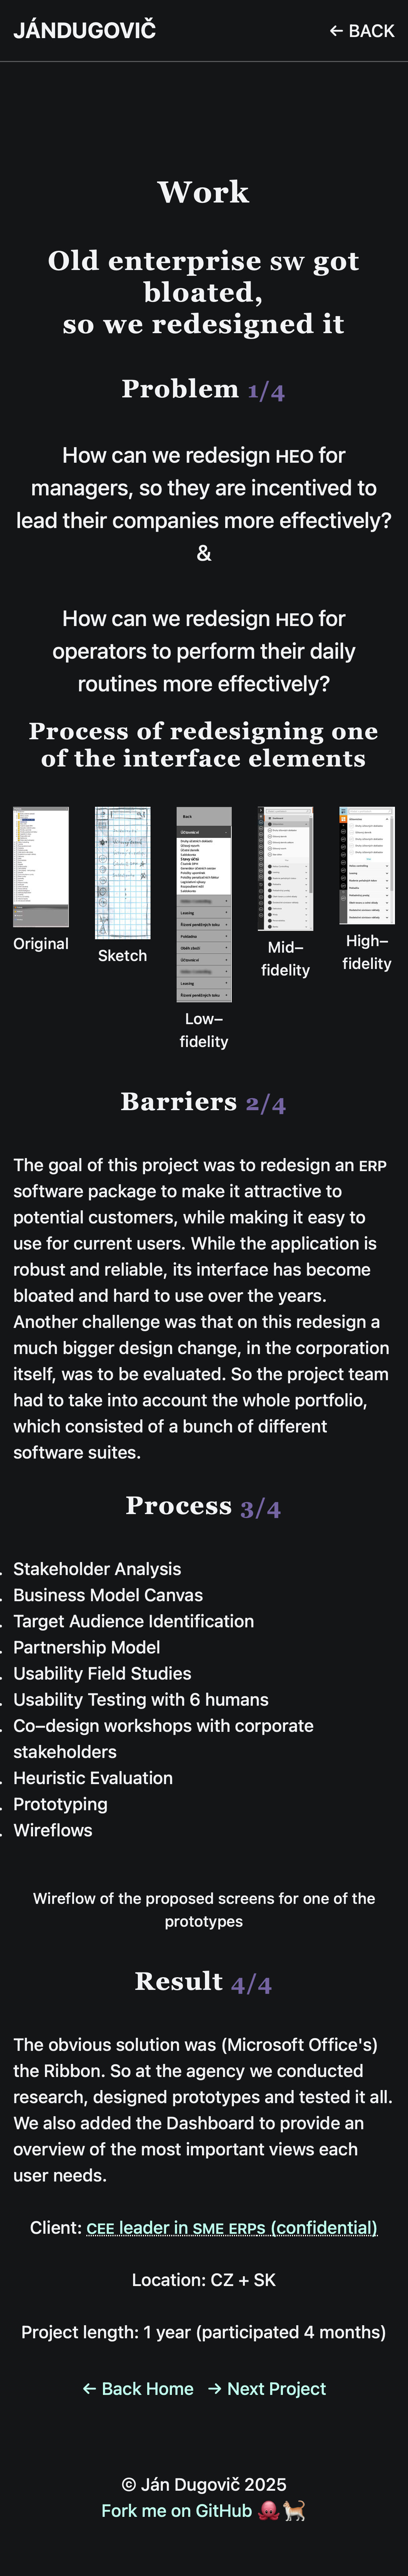 JÁNDUGOVIČ
← BACK
Work
Old enterprise SW got
bloated,
so we redesigned it
Problem 1/4
How can we redesign HEO for
managers, so they are incentived to
lead their companies more effectively?
&
How can we redesign HEO for
operators to perform their daily
routines more effectively?
Process of redesigning one
of the interface elements
Back
Účetnictví
Leasing
Řízení peněžních toků
Pokladna
Účetnictví
Leasing
Řízení peněžních toků
Original
Sketch
Low–
fidelity
Mid–
fidelity
High–
fidelity
Barriers 2/4
The goal of this project was to redesign an ERP
software package to make it attractive to
potential customers, while making it easy to
use for current users. While the application is
robust and reliable, its interface has become
bloated and hard to use over the years.
Another challenge was that on this redesign a
much bigger design change, in the corporation
itself, was to be evaluated. So the project team
had to take into account the whole portfolio,
which consisted of a bunch of different
software suites.
Process 3/4
. Stakeholder Analysis
. Business Model Canvas
. Target Audience Identification
. Partnership Model
. Usability Field Studies
. Usability Testing with 6 humans
. Co–design workshops with corporate
stakeholders
. Heuristic Evaluation
. Prototyping
. Wireflows
Wireflow of the proposed screens for one of the
prototypes
Result 4/4
The obvious solution was (Microsoft Office's)
the Ribbon. So at the agency we conducted
research, designed prototypes and tested it all.
We also added the Dashboard to provide an
overview of the most important views each
user needs.
Client: CEE leader in SME ERPs (confidential)
Location: CZ + SK
Project length: 1 year (participated 4 months)
← Back Home → Next Project
© Ján Dugovič 2025
Fork me on GitHub 🐙🐈